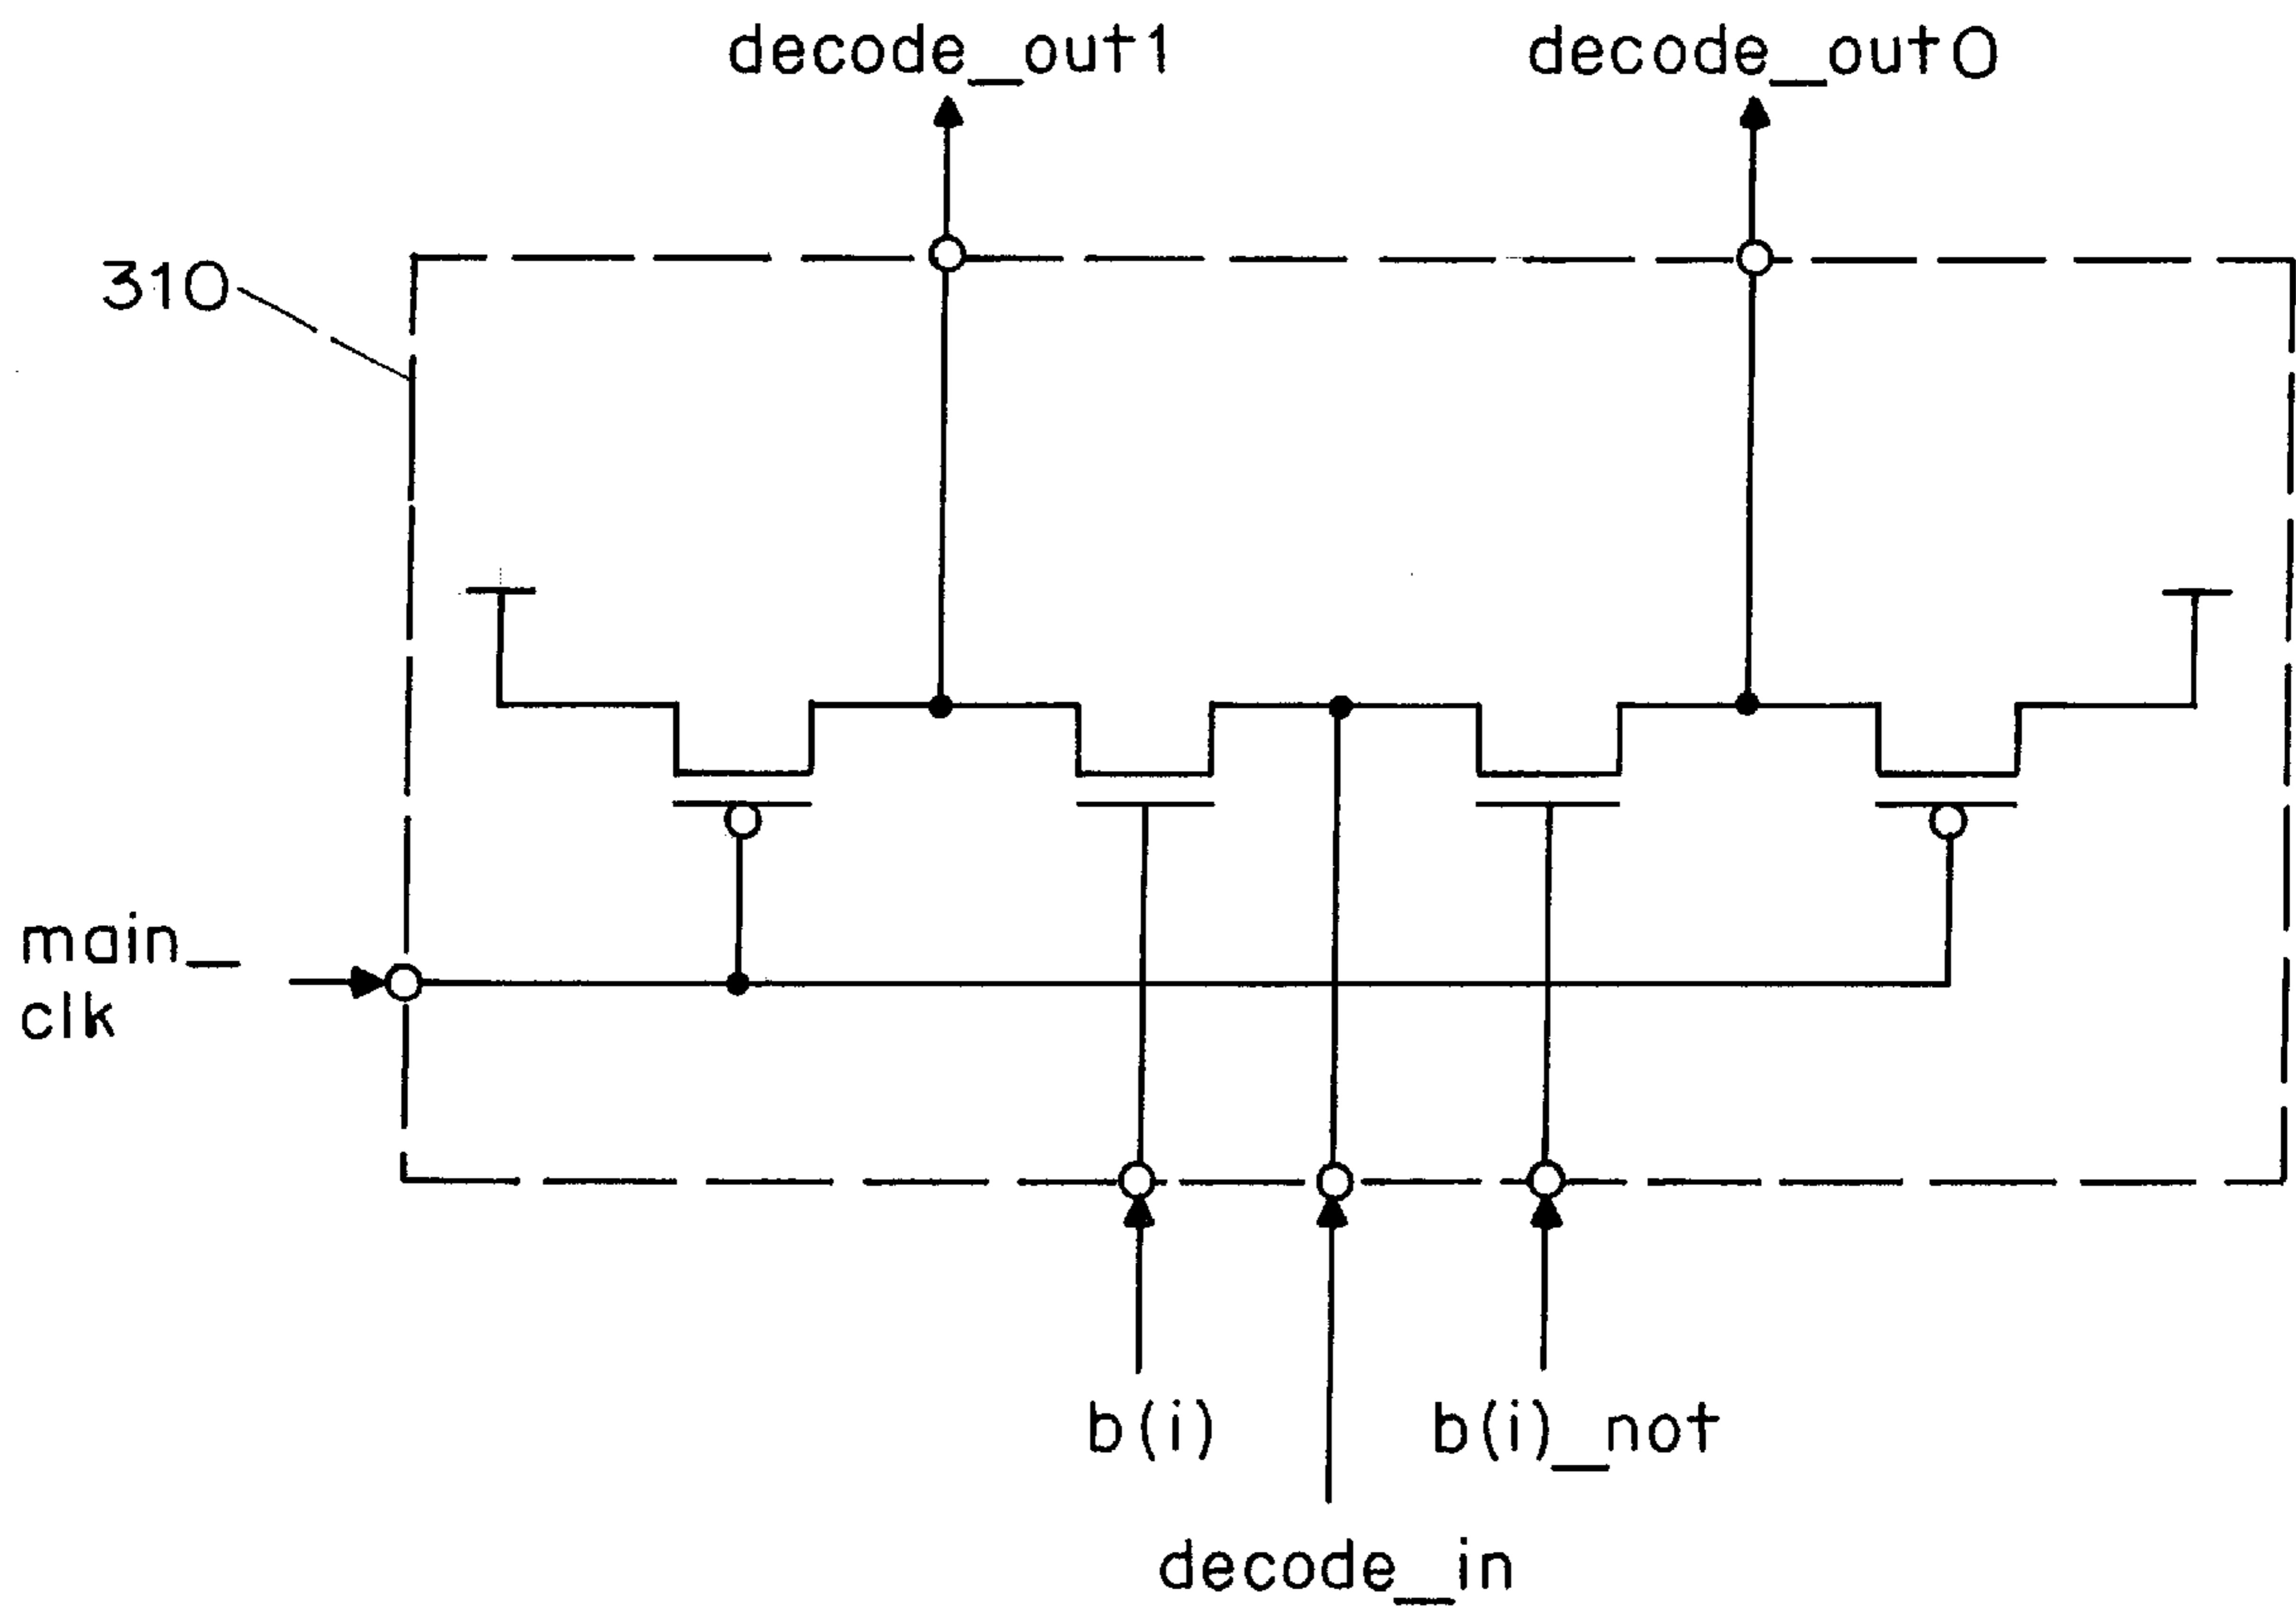 decode_out1
decode_out0
310
main_
clk
b(i)
b(i)_not
decode_in